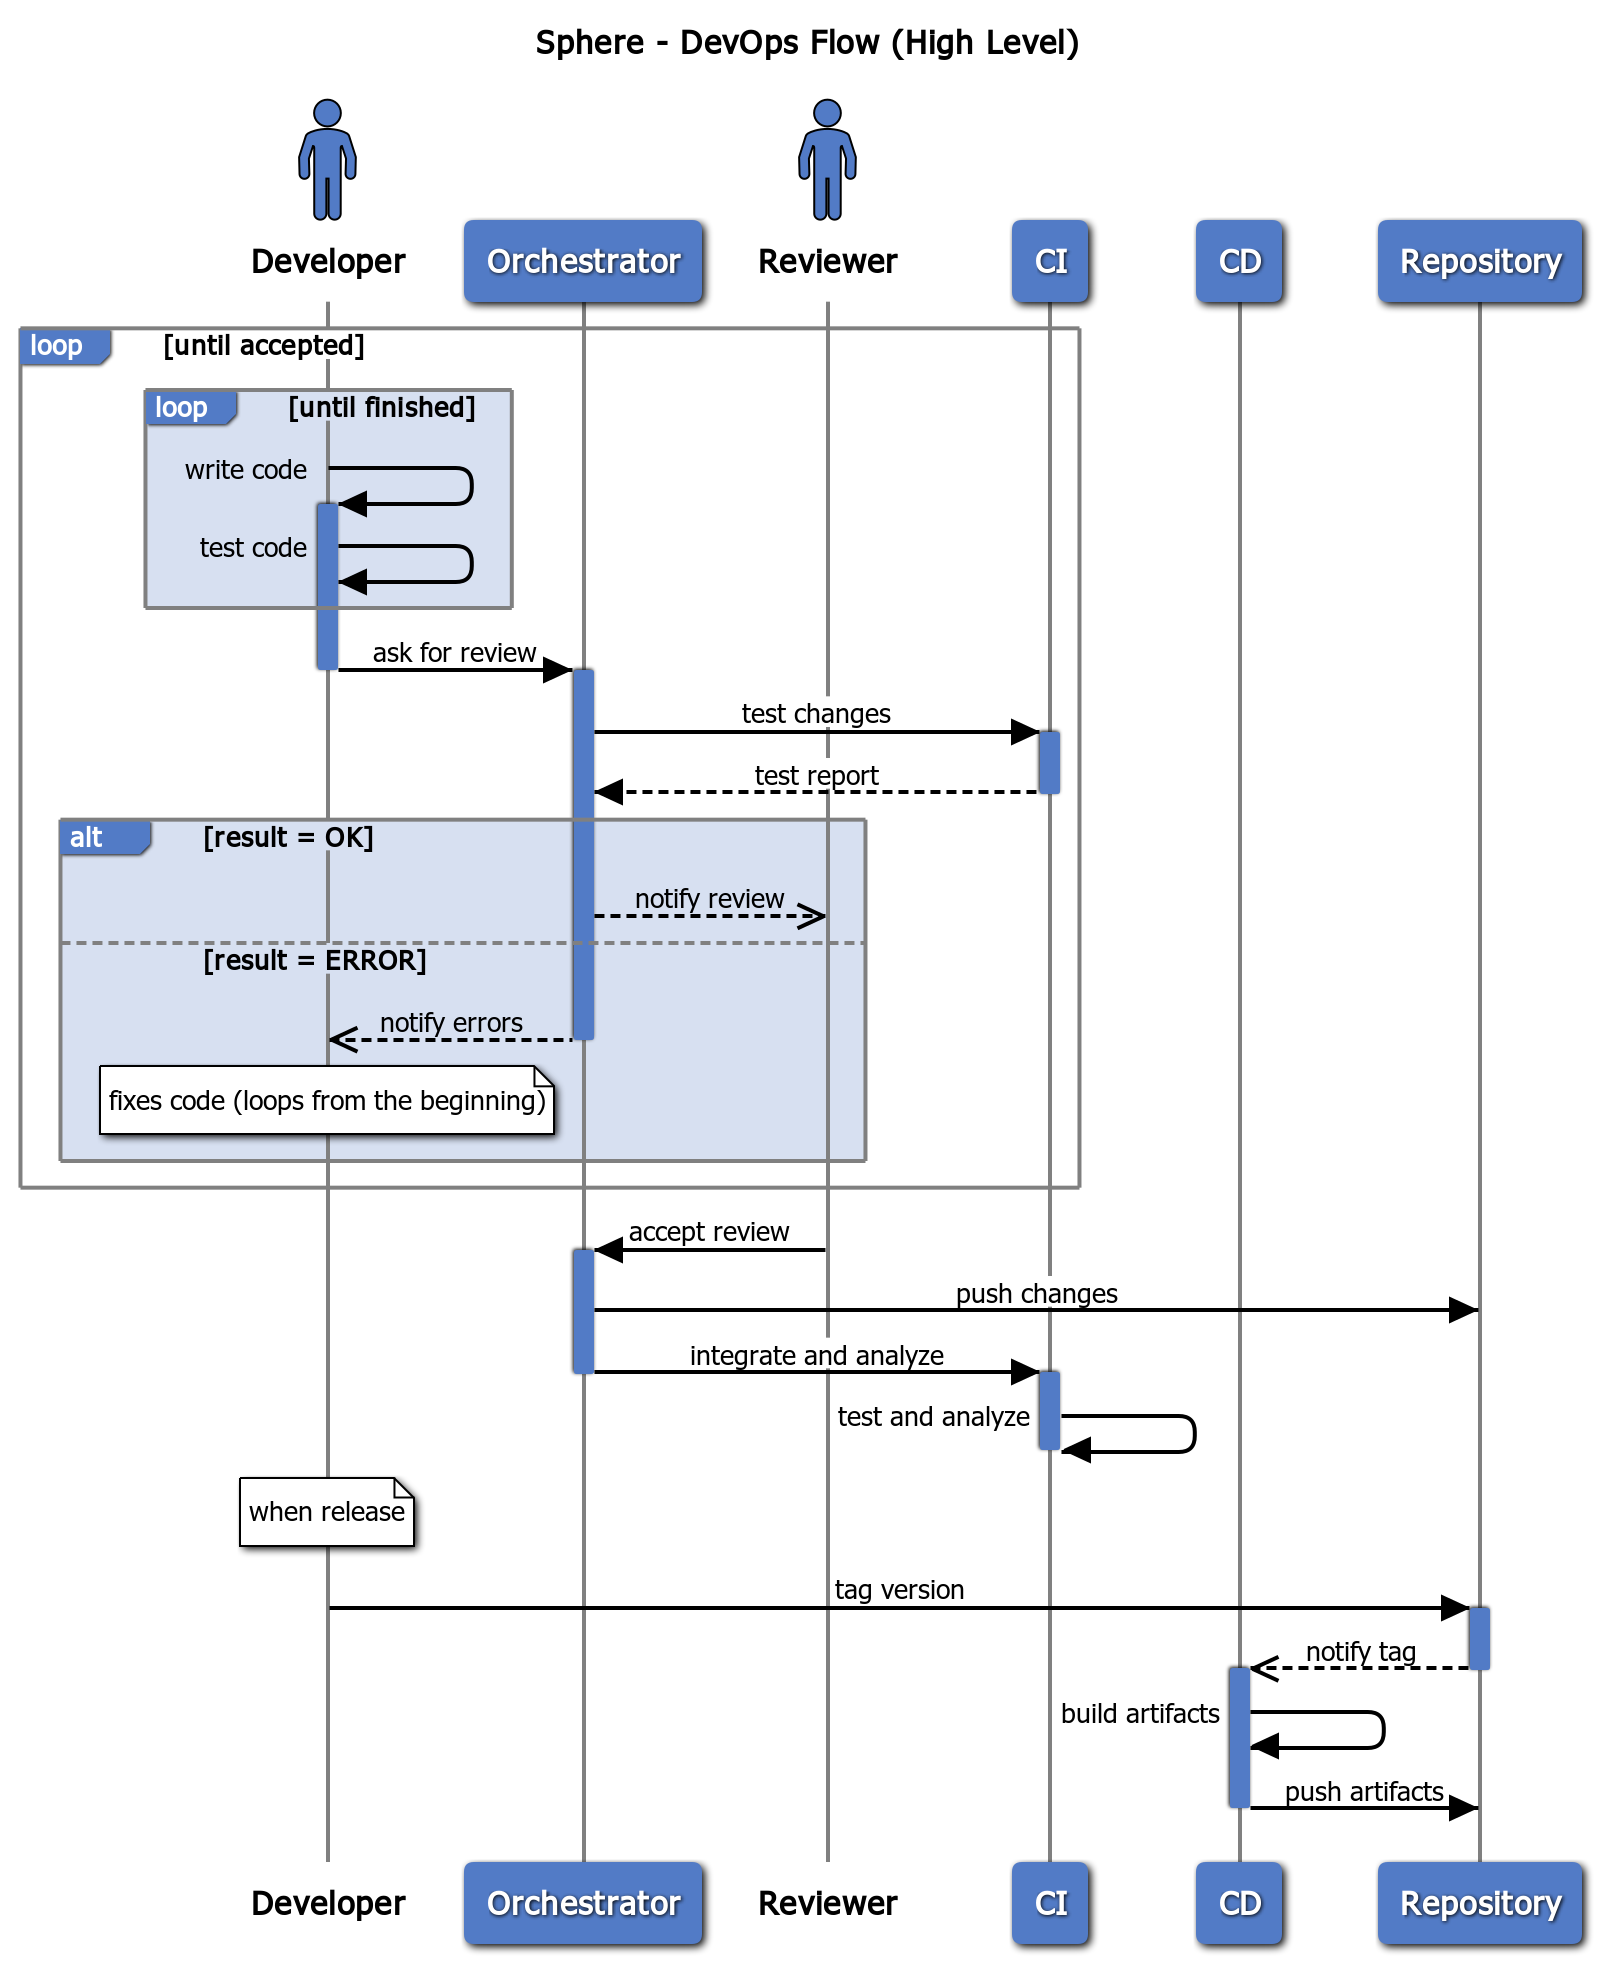 Sphere - DevOps Flow (High Level)
Developer
Orchestrator
Reviewer
CI
CD
Repository
loop
[until accepted]
loop
[until finished]
write code
test code
ask for review
test changes
test report
alt
[result = OK]
notify review
[result = ERROR]
notify errors
fixes code (loops from the beginning)
accept review
push changes
integrate and analyze
test and analyze
when release
tag version
notify tag
build artifacts
push artifacts
Developer
Orchestrator
Reviewer
CI
CD
Repository